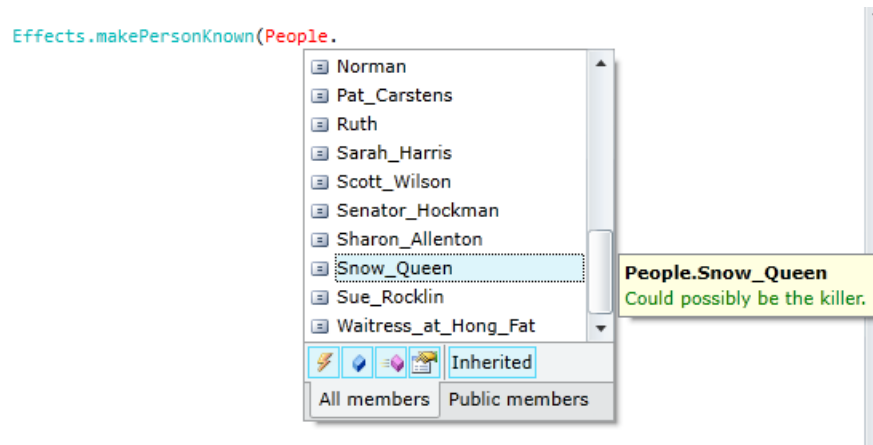 Effects.makePersonKnown(People.
Norman
Pat_Carstens
Ruth
Sarah_Harris
Scott_Wilson
Senator_Hockman
Sharon_Allenton
Snow_Queen
People.Snow_Queen
Could possibly be the killer.
Sue_Rocklin
Waitress_at_Hong_Fat
Inherited
All members
Public members